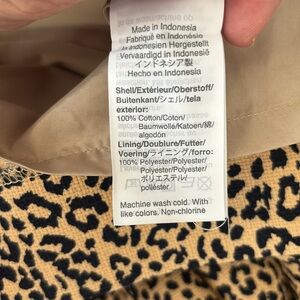 Made in Indonesia
Fabriqué en Indonésie
In Indonesien Hergestellt
Vervaardigd in Indonesië
インドネシア製
Hecho en Indonesia
Shell/Extérieur/Oberstoff/
Buitenkant/シェル/tela
exterior:
100% Cotton/Coton/
Baumwolle/Katoen/綿/
algodón
Lining/Doublure/Futter/
Voering/ライニング/forro:
100% Polyester/Polyester/
Polyester/Polyester/
ポリエステル/
poliéster
Machine wash cold. With
like colors. Non-chlorine